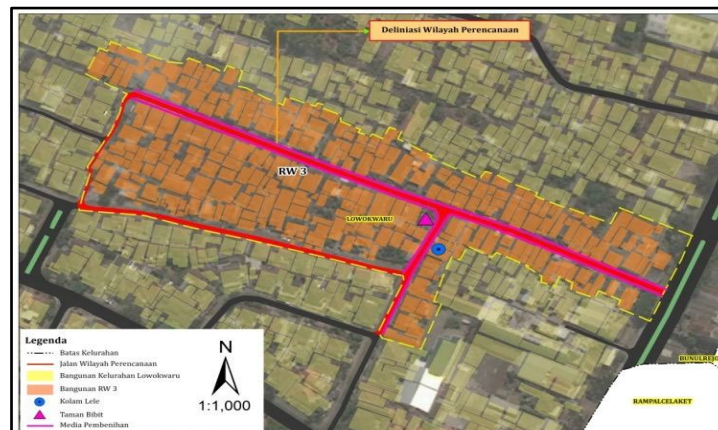 Deliniasi Wilayah Perencanaan
RW 3
LOWOKWARU
Legenda
Batas Kelurahan
Jalan Wilayah Perencanaan
Bangunan Kelurahan Lowokwaru
Bangunan RW 3
Kolam Lele
Taman Bibit
Media Pembenihan
N
1:1,000
BUNULREJO
RAMPALCELAKET